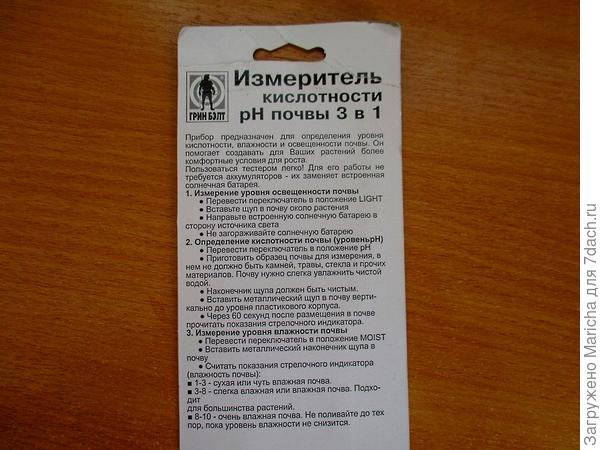 ГРИН БЭЛТ
Измеритель
кислотности
pH почвы 3 в 1
Прибор предназначен для определения уровня
кислотности, влажности и освещенности почвы. Он
помогает создавать для Ваших растений более
комфортные условия для роста.
Пользоваться тестером легко! Для его работы не
требуется аккумуляторов - их заменяет встроенная
солнечная батарея.
1. Измерение уровня освещенности почвы
● Перевести переключатель в положение LIGHT
● Вставьте щуп в почву около растения
● Направьте встроенную солнечную батарею в
сторону источника света
● Не загораживайте солнечную батарею
2. Определение кислотности почвы (уровеньpH)
● Перевести переключатель в положение pH
● Приготовить образец почвы для измерения, в
нем не должно быть камней, травы, стекла и прочих
материалов. Почву нужно слегка увлажнить чистой
водой.
● Наконечник щупа должен быть чистым.
● Вставить металлический щуп в почву верти-
кально до уровня пластикового корпуса.
● Через 60 секунд после размещения в почве
прочитать показания стрелочного индикатора.
3. Измерение уровня влажности почвы
● Перевести переключатель в положение MOIST
● Вставить металлический наконечник щупа в
почву
● Считать показания стрелочного индикатора
(влажность почвы):
■ 1-3 - сухая или чуть влажная почва.
■ 3-8 - слегка влажная или влажная почва. Подхо-
дит
для большинства растений.
■ 8-10 - очень влажная почва. Не поливайте до тех
пор, пока уровень влажности не снизится.
Загружено Maricha для 7dach.ru